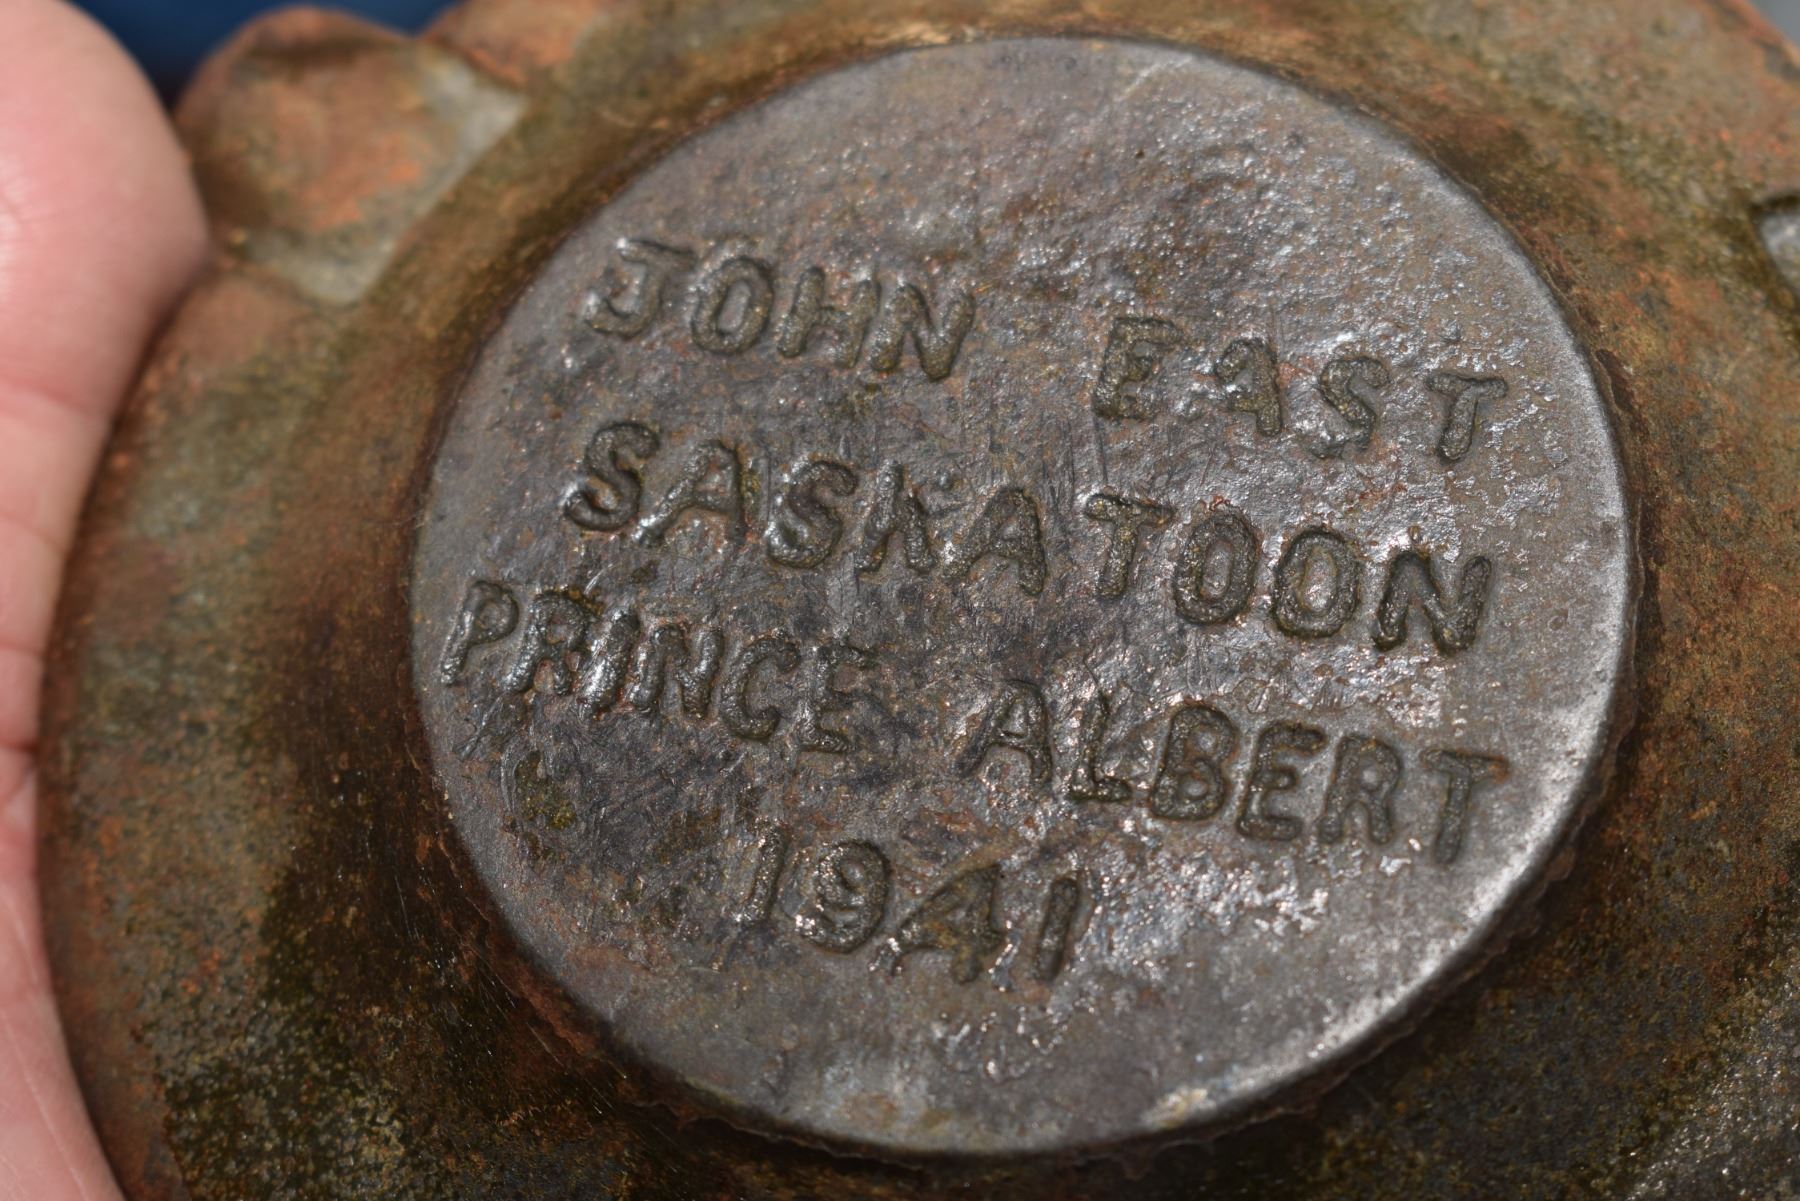 JOHN EAST
SASKATOON
PRINCE ALBERT
1941